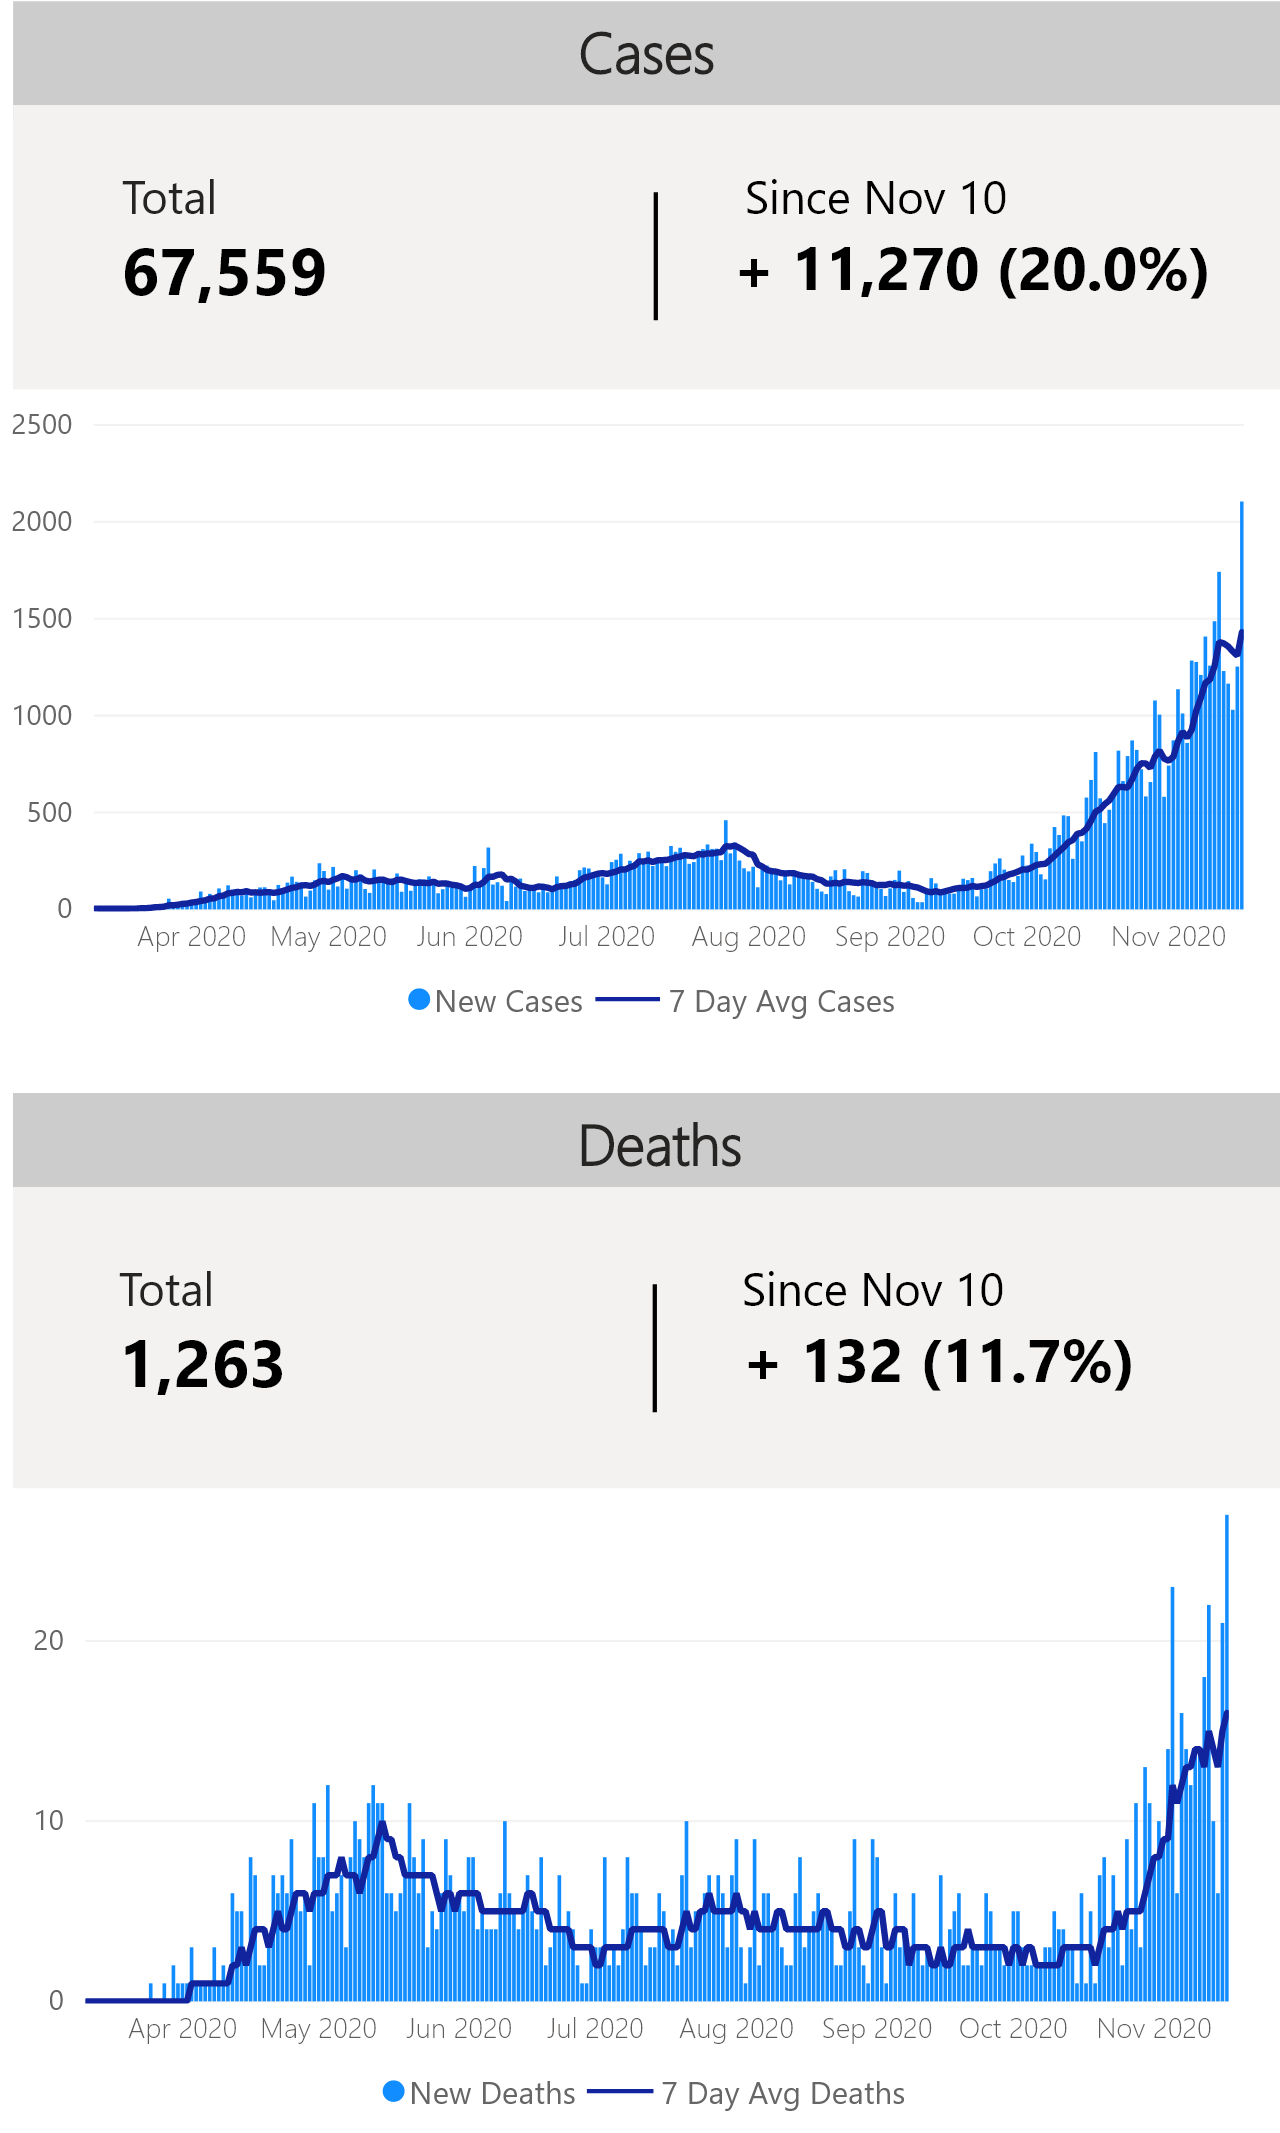 Cases
Total
Since Nov 10
67,559
+ 11,270 (20.0%)
2500
2000
1500
1000
500
0
Apr 2020 May 2020 Jun 2020 Jul 2020 Aug 2020 Sep 2020 Oct 2020 Nov 2020
New Cases 7 Day Avg Cases
Deaths
Total
Since Nov 10
1,263
+ 132 (11.7%)
20
10
0
Apr 2020 May 2020 Jun 2020 Jul 2020 Aug 2020 Sep 2020 Oct 2020 Nov 2020
New Deaths 7 Day Avg Deaths